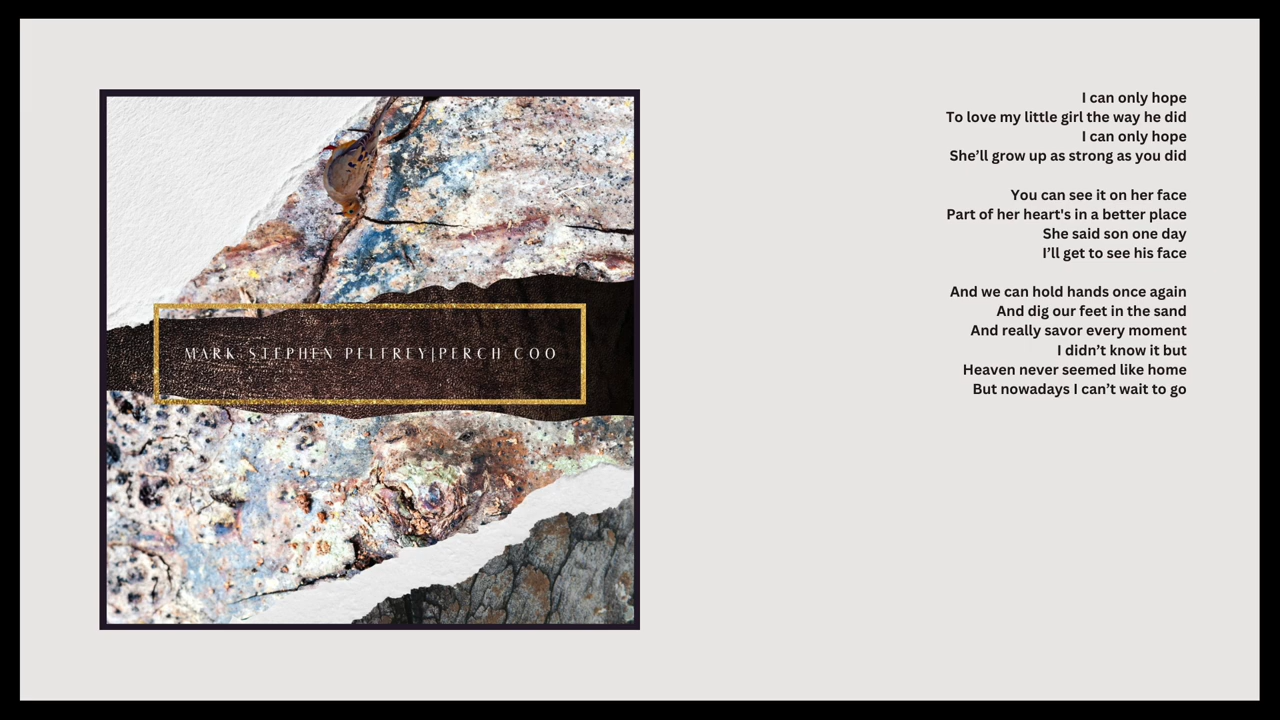 MARK STEPHEN PELFREY|PERCH COO
I can only hope
To love my little girl the way he did
I can only hope
She’ll grow up as strong as you did
You can see it on her face
Part of her heart's in a better place
She said son one day
I’ll get to see his face
And we can hold hands once again
And dig our feet in the sand
And really savor every moment
I didn’t know it but
Heaven never seemed like home
But nowadays I can’t wait to go